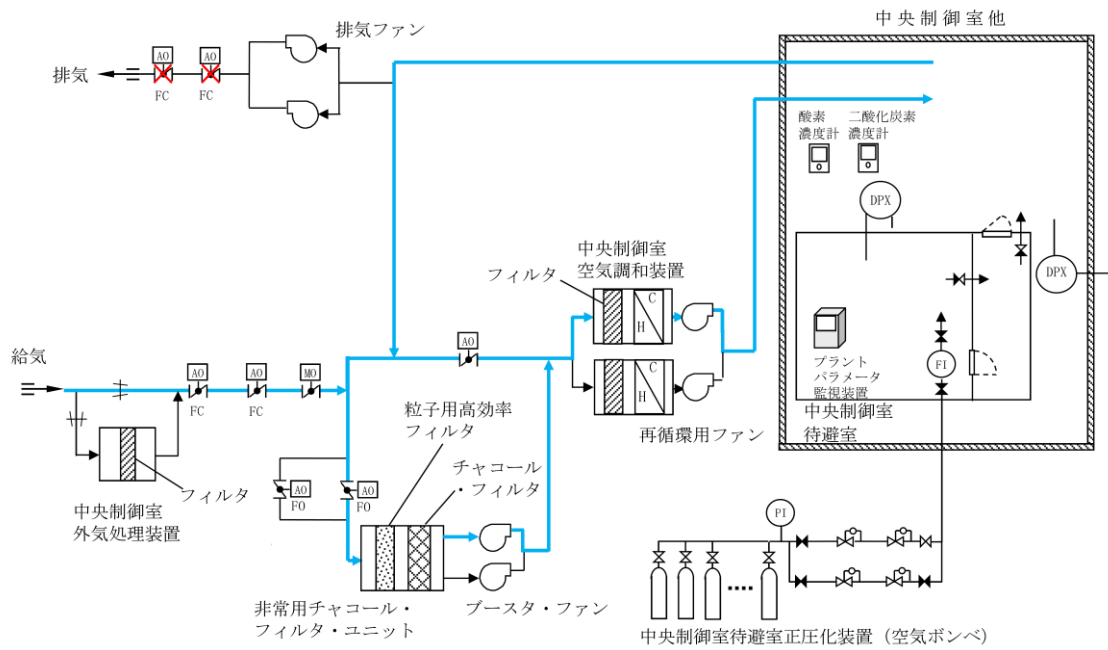 中央制御室他
排気ファン
AO
AO
排気
FC
FC
酸素
濃度計
二酸化炭素
濃度計
DPX
DPX
中央制御室
空気調和装置
フィルタ
C
H
C
H
再循環用ファン
AO
給気
AO
AO
MO
FC
FC
フィルタ
中央制御室
外気処理装置
粒子用高効率
フィルタ
チャコール
・フィルタ
AO
FO
AO
FO
非常用チャコール・
フィルタ・ユニット
ブースタ・ファン
プラント
パラメータ
監視装置
中央制御室
待避室
FI
PI
中央制御室待避室正圧化装置（空気ボンベ）